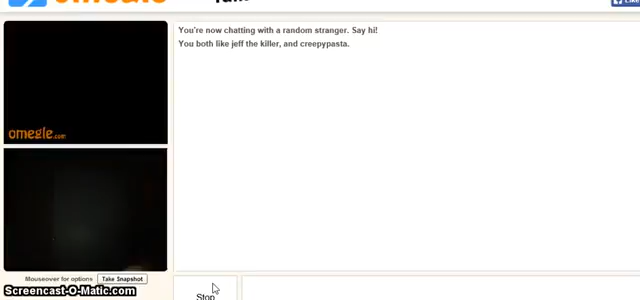 omegle
You're now chatting with a random stranger. Say hi!
You both like jeff the killer, and creepypasta.
omegle.com
Mouseover for options
Take Snapshot
Screencast-O-Matic.com
Stop